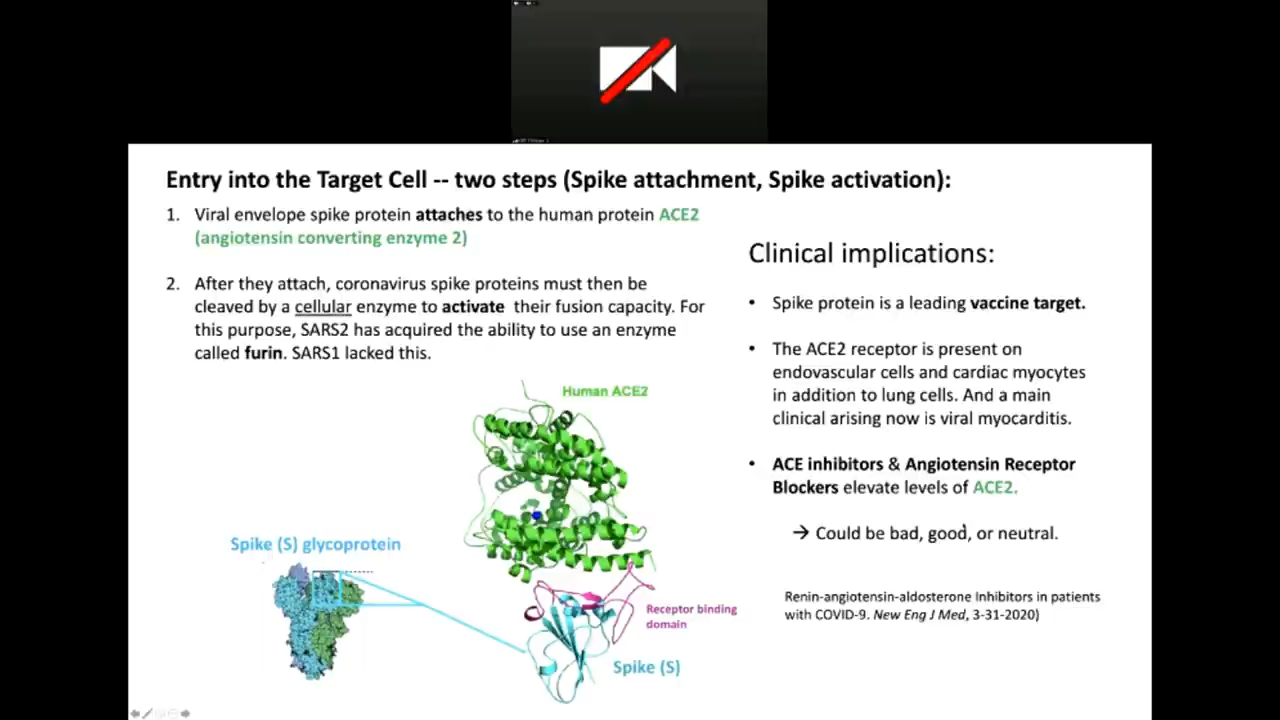 Entry into the Target Cell -- two steps (Spike attachment, Spike activation):
1. Viral envelope spike protein attaches to the human protein ACE2
(angiotensin converting enzyme 2)
2. After they attach, coronavirus spike proteins must then be
cleaved by a cellular enzyme to activate their fusion capacity. For
this purpose, SARS2 has acquired the ability to use an enzyme
called furin. SARS1 lacked this.
Human ACE2
Spike (S) glycoprotein
Receptor binding
domain
Spike (S)
Clinical implications:
• Spike protein is a leading vaccine target.
• The ACE2 receptor is present on
endovascular cells and cardiac myocytes
in addition to lung cells. And a main
clinical arising now is viral myocarditis.
• ACE inhibitors & Angiotensin Receptor
Blockers elevate levels of ACE2.
→ Could be bad, good, or neutral.
Renin-angiotensin-aldosterone Inhibitors in patients
with COVID-9. New Eng J Med, 3-31-2020)